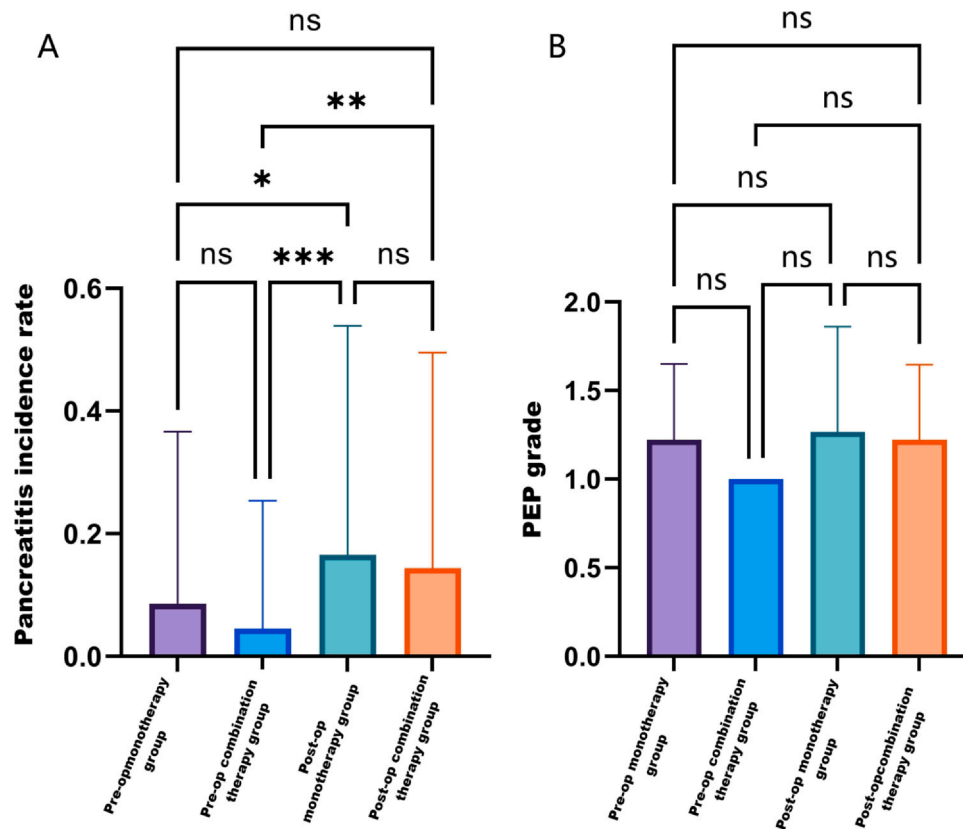 A
ns
**
*
ns
***
ns
Pancreatitis incidence rate
0.6
0.4
0.2
0.0
Pre-opmonotherapy
group
Pre-op combination
therapy group
Post-op
monotherapy group
Post-op combination
therapy group
B
ns
ns
ns
ns
ns
ns
PEP grade
2.0
1.5
1.0
0.5
0.0
Pre-op monotherapy
group
Pre-op combination
therapy group
Post-op monotherapy
group
Post-opcombination
therapy group